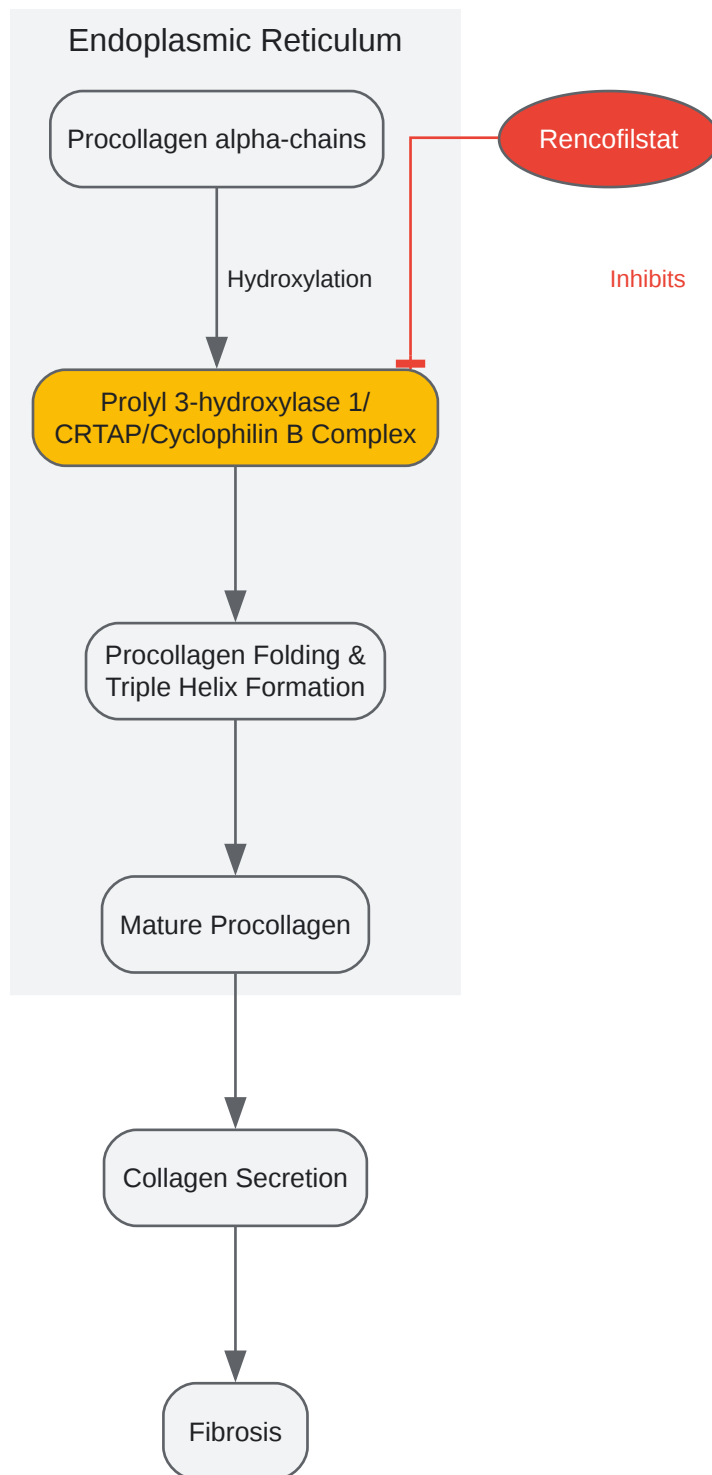 Endoplasmic Reticulum
Procollagen alpha-chains
Rencofilstat
Hydroxylation
Inhibits
Prolyl 3-hydroxylase 1/
CRTAP/Cyclophilin B Complex
Procollagen Folding &
Triple Helix Formation
Mature Procollagen
Collagen Secretion
Fibrosis